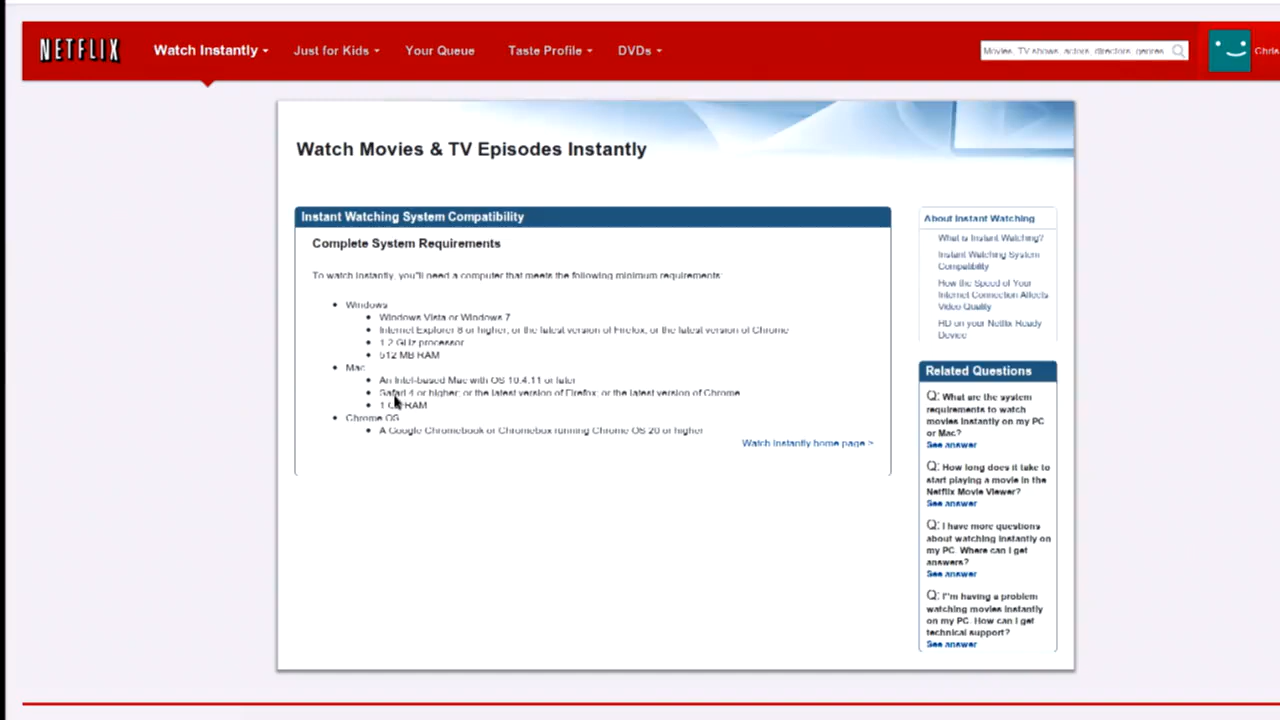 NETFLIX
Watch Instantly
Just for Kids
Your Queue
Taste Profile
DVDs
Movies, TV shows, actors, directors, genres
Chris
Watch Movies & TV Episodes Instantly
Instant Watching System Compatibility
Complete System Requirements
To watch instantly, you"ll need a computer that meets the following minimum requirements:
• Windows
• Windows Vista or Windows 7
• Internet Explorer 8 or higher; or the latest version of Firefox; or the latest version of Chrome
• 1.2 GHz processor
• 512 MB RAM
• Mac
• An Intel-based Mac with OS 10.4.11 or later
• Safari 4 or higher; or the latest version of Firefox; or the latest version of Chrome
• 1 RAM
• Chrome OS
• A Google Chromebook or Chromebox running Chrome OS 20 or higher
Watch Instantly home page >
About Instant Watching
What is Instant Watching?
Instant Watching System
Compatibility
How the Speed of Your
Internet Connection Affects
Video Quality
HD on your Netflix Ready
Device
Related Questions
Q: What are the system
requirements to watch
movies instantly on my PC
or Mac?
See answer
Q: How long does it take to
start playing a movie in the
Netflix Movie Viewer?
See answer
Q: I have more questions
about watching instantly on
my PC. Where can I get
answers?
See answer
Q: I"m having a problem
watching movies instantly
on my PC. How can I get
technical support?
See answer